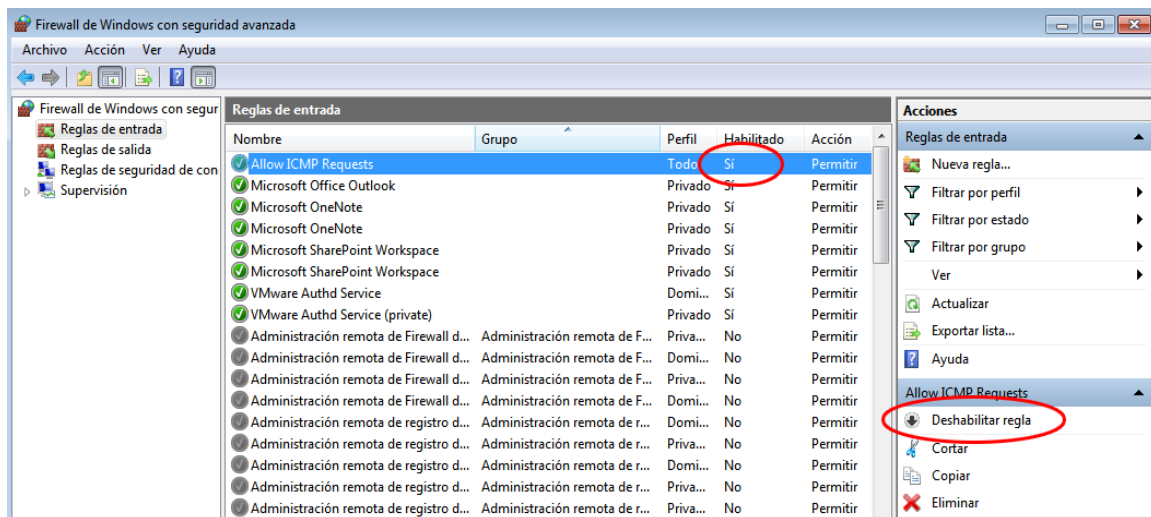 Firewall de Windows con seguridad avanzada
Archivo Acción Ver Ayuda
Firewall de Windows con segur
Reglas de entrada
Reglas de salida
Reglas de seguridad de con
Supervisión
Reglas de entrada
Nombre Grupo Perfil Habilitado Acción
Allow ICMP Requests Todo Sí Permitir
Microsoft Office Outlook Privado Sí Permitir
Microsoft OneNote Privado Sí Permitir
Microsoft OneNote Privado Sí Permitir
Microsoft SharePoint Workspace Privado Sí Permitir
Microsoft SharePoint Workspace Privado Sí Permitir
VMware Authd Service Domi... Sí Permitir
VMware Authd Service (private) Privado Sí Permitir
Administración remota de Firewall d... Administración remota de F... Priva... No Permitir
Administración remota de Firewall d... Administración remota de F... Domi... No Permitir
Administración remota de Firewall d... Administración remota de F... Priva... No Permitir
Administración remota de Firewall d... Administración remota de F... Domi... No Permitir
Administración remota de registro d... Administración remota de r... Domi... No Permitir
Administración remota de registro d... Administración remota de r... Priva... No Permitir
Administración remota de registro d... Administración remota de r... Domi... No Permitir
Administración remota de registro d... Administración remota de r... Priva... No Permitir
Administración remota de registro d... Administración remota de r... Priva... No Permitir
Acciones
Reglas de entrada
Nueva regla...
Filtrar por perfil
Filtrar por estado
Filtrar por grupo
Ver
Actualizar
Exportar lista...
Ayuda
Allow ICMP Requests
Deshabilitar regla
Cortar
Copiar
Eliminar